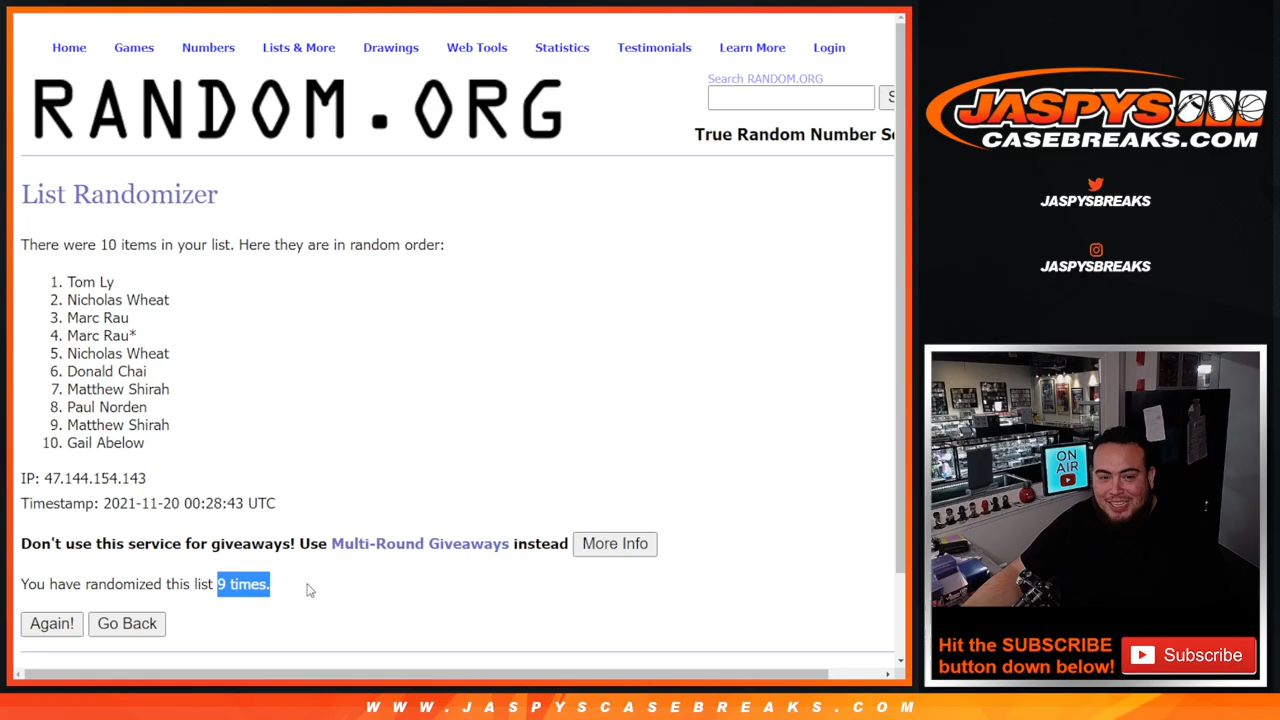 Home Games Numbers Lists & More Drawings Web Tools Statistics Testimonials Learn More Login
RANDOM.ORG
Search RANDOM.ORG
S
True Random Number Se
List Randomizer
There were 10 items in your list. Here they are in random order:
1. Tom Ly
2. Nicholas Wheat
3. Marc Rau
4. Marc Rau*
5. Nicholas Wheat
6. Donald Chai
7. Matthew Shirah
8. Paul Norden
9. Matthew Shirah
10. Gail Abelow
IP: 47.144.154.143
Timestamp: 2021-11-20 00:28:43 UTC
Don't use this service for giveaways! Use Multi-Round Giveaways instead More Info
You have randomized this list 9 times.
Again! Go Back
JASPYS
CASEBREAKS.COM
JASPYSBREAKS
JASPYSBREAKS
ON
AIR
Hit the SUBSCRIBE
button down below!
Subscribe
WWW.JASPYSCASEBREAKS.COM